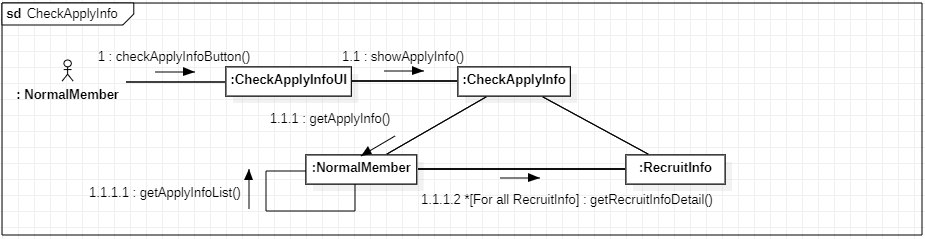 sd CheckApplyInfo
1 : checkApplyInfoButton()
1.1 : showApplyInfo()
:CheckApplyInfoUI
:CheckApplyInfo
: NormalMember
1.1.1 : getApplyInfo()
:NormalMember
:RecruitInfo
1.1.1.1 : getApplyInfoList()
1.1.1.2 *[For all RecruitInfo] : getRecruitInfoDetail()